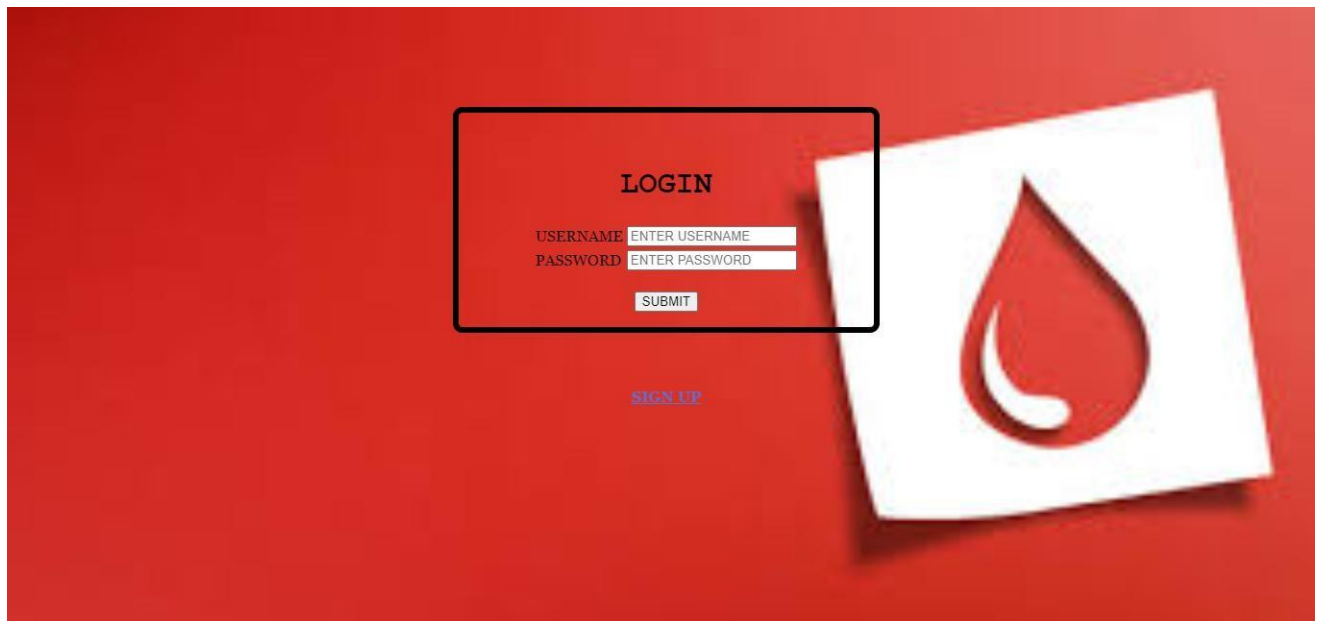 LOGIN
USERNAME ENTER USERNAME
PASSWORD ENTER PASSWORD
SUBMIT
SIGN UP